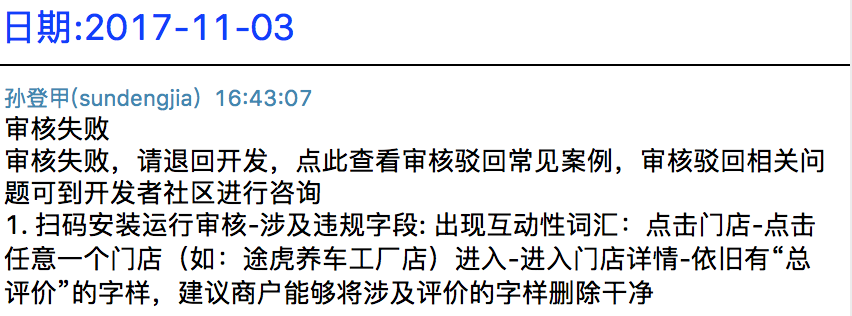 日期:2017-11-03
孙登甲(sundengjia)  16:43:07
审核失败
审核失败，请退回开发，点此查看审核驳回常见案例，审核驳回相关问
题可到开发者社区进行咨询
1. 扫码安装运行审核-涉及违规字段: 出现互动性词汇：点击门店-点击
任意一个门店（如：途虎养车工厂店）进入-进入门店详情-依旧有“总
评价”的字样，建议商户能够将涉及评价的字样删除干净